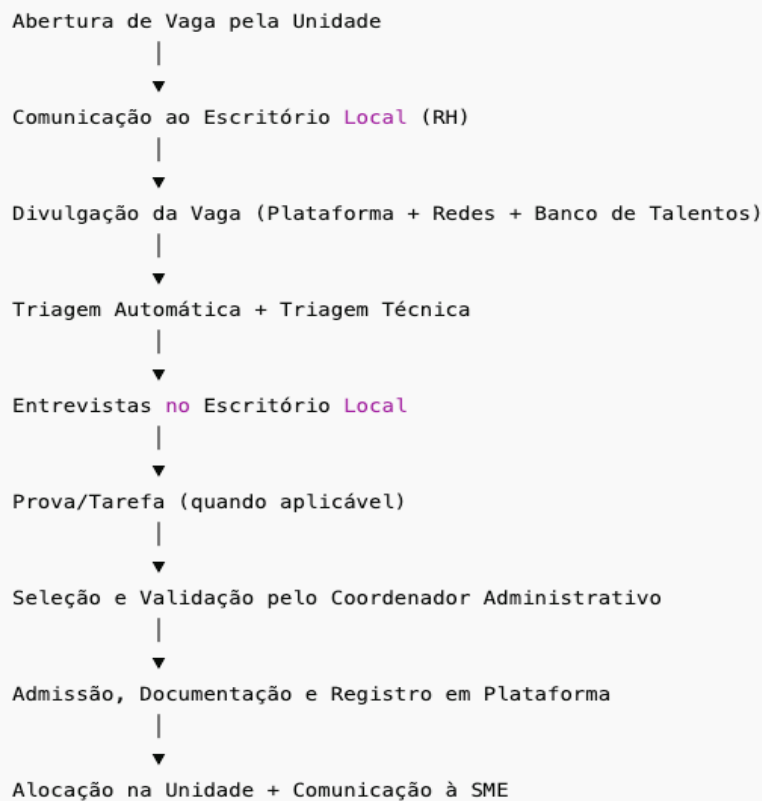 Abertura de Vaga pela Unidade
Comunicação ao Escritório Local (RH)
Divulgação da Vaga (Plataforma + Redes + Banco de Talentos)
Triagem Automática + Triagem Técnica
Entrevistas no Escritório Local
Prova/Tarefa (quando aplicável)
Seleção e Validação pelo Coordenador Administrativo
Admissão, Documentação e Registro em Plataforma
Alocação na Unidade + Comunicação à SME